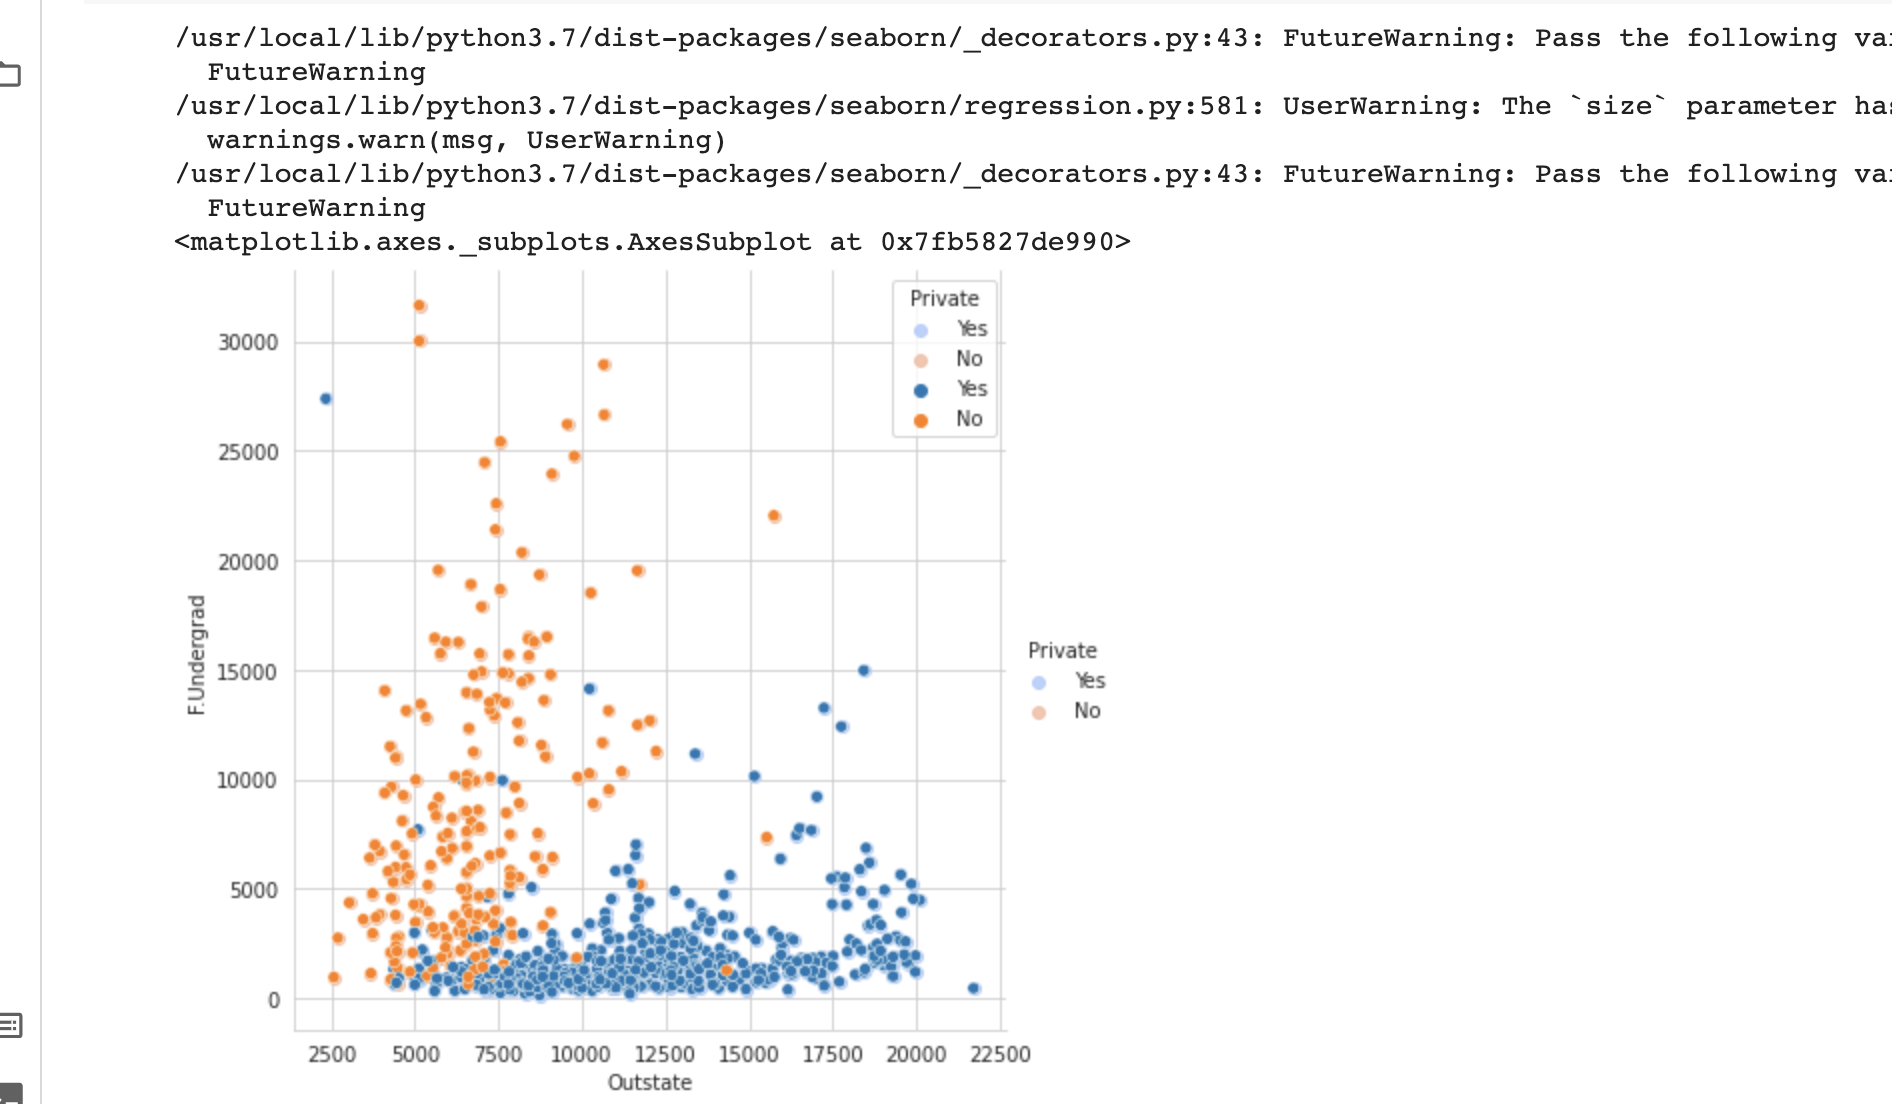 /usr/local/lib/python3.7/dist-packages/seaborn/_decorators.py:43: FutureWarning: Pass the following
FutureWarning
/usr/local/lib/python3.7/dist-packages/seaborn/regression.py:581: UserWarning: The `size` parameter has
warnings.warn(msg, UserWarning)
/usr/local/lib/python3.7/dist-packages/seaborn/_decorators.py:43: FutureWarning: Pass the following
FutureWarning
<matplotlib.axes._subplots.AxesSubplot at 0x7fb5827de990>
Private
Yes
No
Yes
No
30000
25000
20000
15000
10000
5000
0
F.Undergrad
Private
Yes
No
2500 5000 7500 10000 12500 15000 17500 20000 22500
Outstate